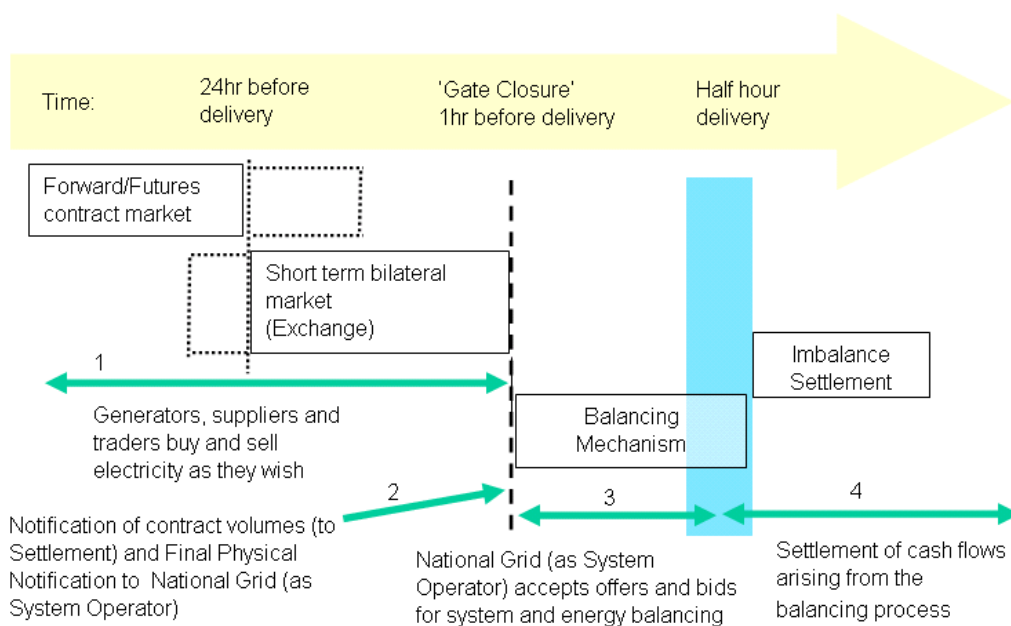 Time:
24hr before
delivery
'Gate Closure'
1hr before delivery
Half hour
delivery
Forward/Futures
contract market
Short term bilateral
market
(Exchange)
Imbalance
Settlement
1
Generators, suppliers and
traders buy and sell
electricity as they wish
Balancing
Mechanism
2
Notification of contract volumes (to
Settlement) and Final Physical
Notification to National Grid (as
System Operator)
3
National Grid (as System
Operator) accepts offers and bids
for system and energy balancing
4
Settlement of cash flows
arising from the
balancing process